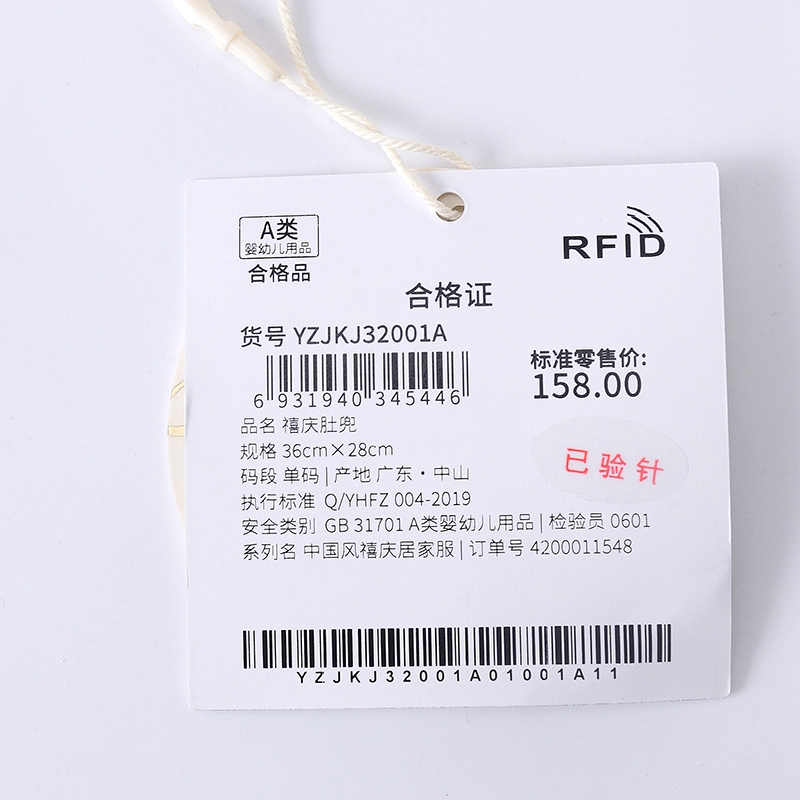 A类
婴幼儿用品
合格品
RFID
合格证
货号 YZJKJ32001A
6 931940 345446
标准零售价:
158.00
品名 禧庆肚兜
规格 36cm×28cm
码段 单码 | 产地 广东·中山
已验针
执行标准 Q/YHFZ 004-2019
安全类别 GB 31701 A类婴幼儿用品 | 检验员 0601
系列名 中国风禧庆居家服 | 订单号 4200011548
YZJKJ32001A01001A11